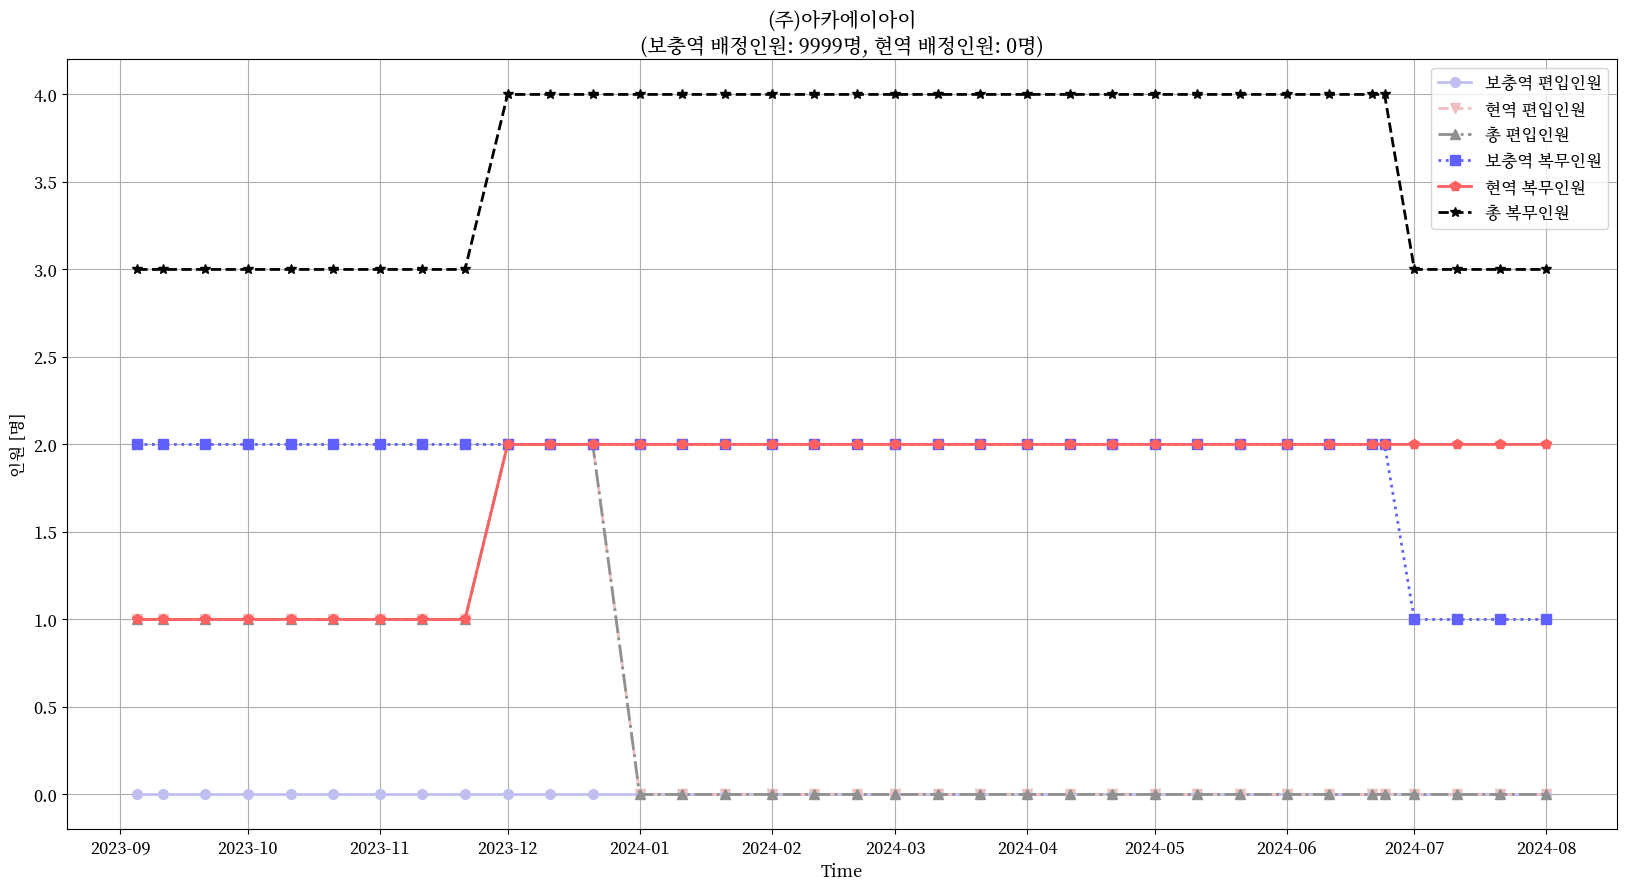 (주)아카에이아이
(보충역 배정인원: 9999명, 현역 배정인원: 0명)
보충역 편입인원
현역 편입인원
총 편입인원
보충역 복무인원
현역 복무인원
총 복무인원
인원 [명]
4.0
3.5
3.0
2.5
2.0
1.5
1.0
0.5
0.0
2023-09 2023-10 2023-11 2023-12 2024-01 2024-02 2024-03 2024-04 2024-05 2024-06 2024-07 2024-08
Time